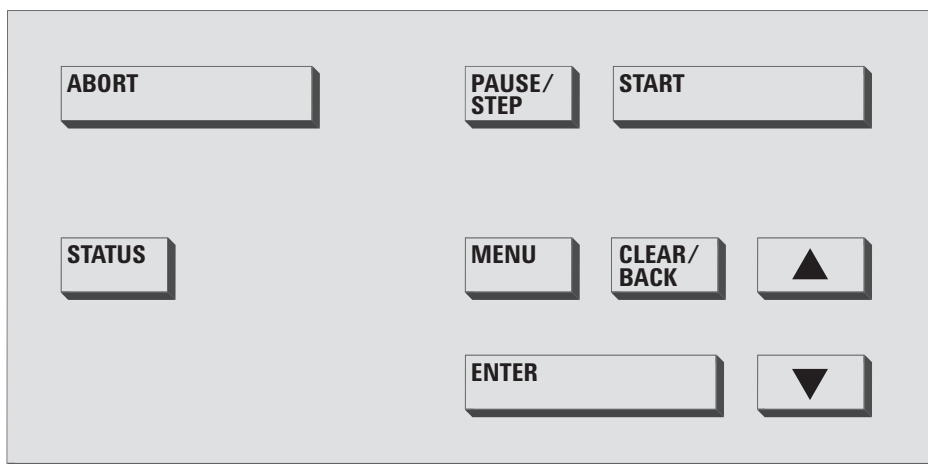 ABORT
PAUSE/
STEP
START
STATUS
MENU
CLEAR/
BACK
▲
ENTER
▼